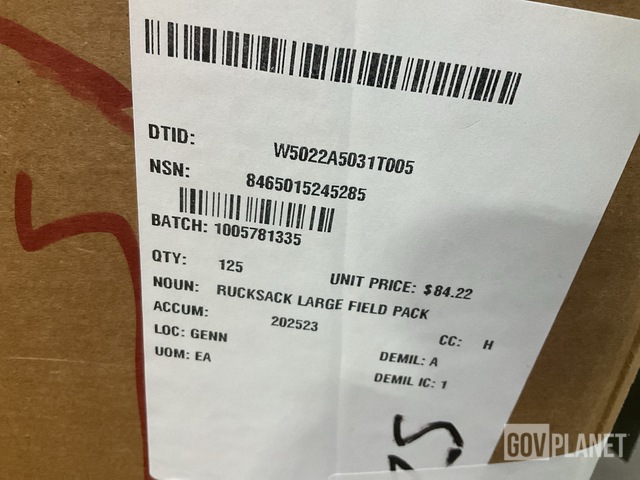 DTID: W5022A5031T005
NSN: 8465015245285
BATCH: 1005781335
QTY: 125 UNIT PRICE: $84.22
NOUN: RUCKSACK LARGE FIELD PACK
ACCUM: 202523 CC: H
LOC: GENN DEMIL: A
UOM: EA DEMIL IC: 1
GOVPLANET